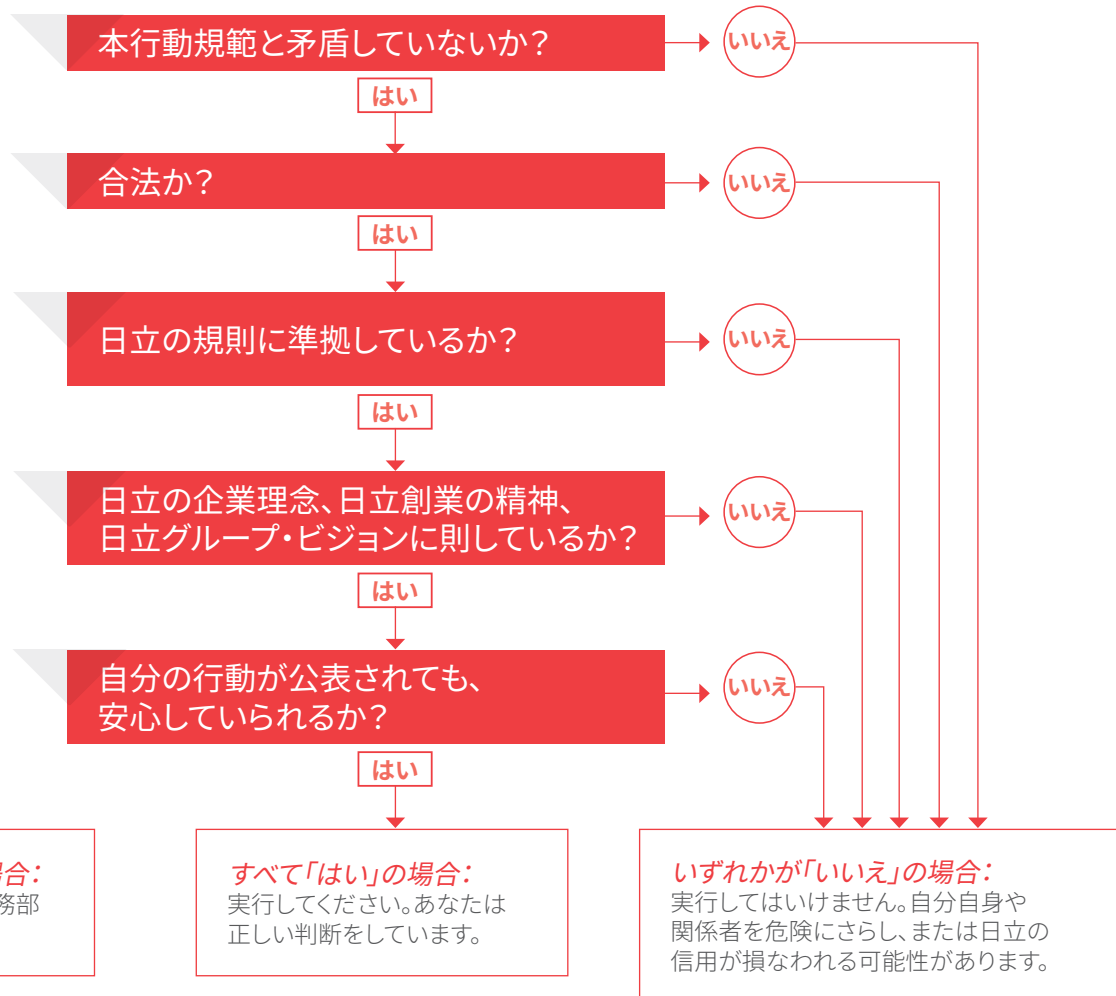 本行動規範と矛盾していないか?
いいえ
はい
合法か?
いいえ
はい
日立の規則に準拠しているか?
いいえ
はい
日立の企業理念、日立創業の精神、
日立グループ・ビジョンに則しているか?
いいえ
はい
自分の行動が公表されても、
安心していられるか?
いいえ
はい
合:
務部
すべて「はい」の場合:
実行してください。あなたは
正しい判断をしています。
いずれかが「いいえ」の場合:
実行してはいけません。自分自身や
関係者を危険にさらし、または日立の
信用が損なわれる可能性があります。